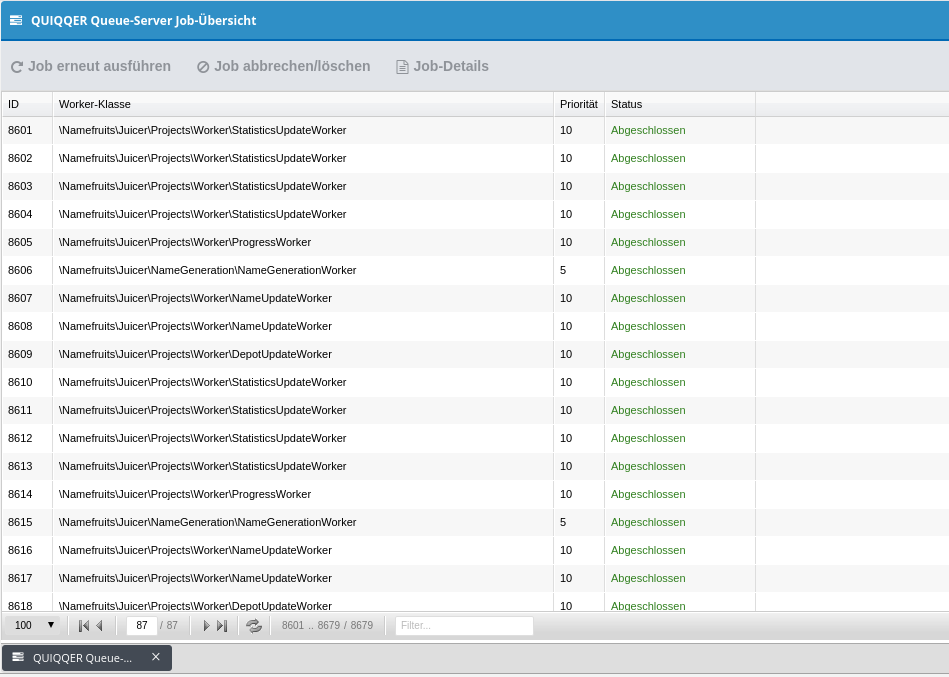 QUIQQER Queue-Server Job-Übersicht
Job erneut ausführen Job abbrechen/löschen Job-Details
ID Worker-Klasse Priorität Status
8601 \Namefruits\Juicer\Projects\Worker\StatisticsUpdateWorker 10 Abgeschlossen
8602 \Namefruits\Juicer\Projects\Worker\StatisticsUpdateWorker 10 Abgeschlossen
8603 \Namefruits\Juicer\Projects\Worker\StatisticsUpdateWorker 10 Abgeschlossen
8604 \Namefruits\Juicer\Projects\Worker\StatisticsUpdateWorker 10 Abgeschlossen
8605 \Namefruits\Juicer\Projects\Worker\ProgressWorker 10 Abgeschlossen
8606 \Namefruits\Juicer\NameGeneration\NameGenerationWorker 5 Abgeschlossen
8607 \Namefruits\Juicer\Projects\Worker\NameUpdateWorker 10 Abgeschlossen
8608 \Namefruits\Juicer\Projects\Worker\NameUpdateWorker 10 Abgeschlossen
8609 \Namefruits\Juicer\Projects\Worker\DepotUpdateWorker 10 Abgeschlossen
8610 \Namefruits\Juicer\Projects\Worker\StatisticsUpdateWorker 10 Abgeschlossen
8611 \Namefruits\Juicer\Projects\Worker\StatisticsUpdateWorker 10 Abgeschlossen
8612 \Namefruits\Juicer\Projects\Worker\StatisticsUpdateWorker 10 Abgeschlossen
8613 \Namefruits\Juicer\Projects\Worker\StatisticsUpdateWorker 10 Abgeschlossen
8614 \Namefruits\Juicer\Projects\Worker\ProgressWorker 10 Abgeschlossen
8615 \Namefruits\Juicer\NameGeneration\NameGenerationWorker 5 Abgeschlossen
8616 \Namefruits\Juicer\Projects\Worker\NameUpdateWorker 10 Abgeschlossen
8617 \Namefruits\Juicer\Projects\Worker\NameUpdateWorker 10 Abgeschlossen
8618 \Namefruits\Juicer\Projects\Worker\DepotUpdateWorker 10 Abgeschlossen
100 87 / 87 8601 .. 8679 / 8679 Filter...
QUIQQER Queue-...